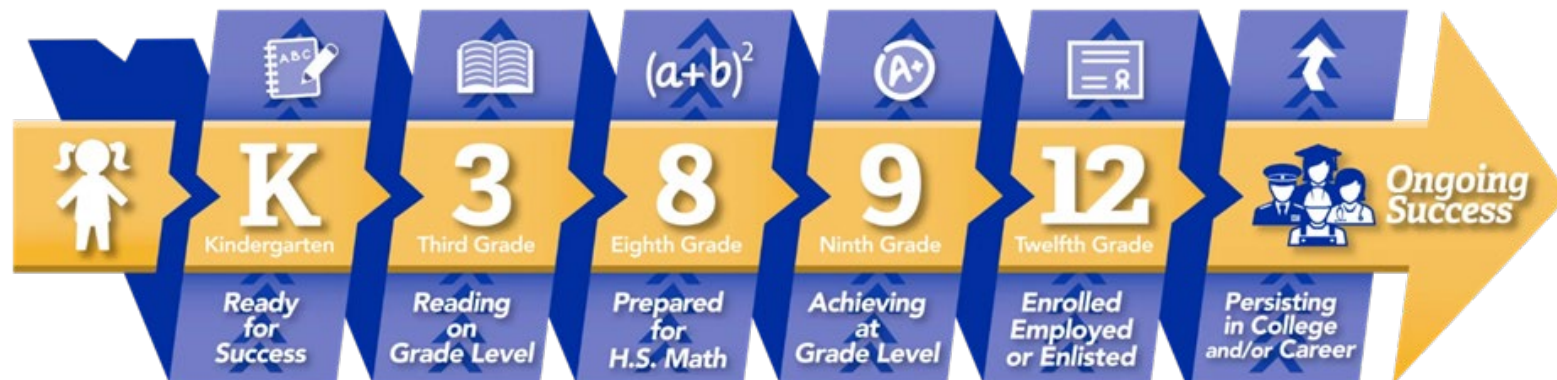 ABC
(a+b)²
A+
K
Kindergarten
3
Third Grade
8
Eighth Grade
9
Ninth Grade
12
Twelfth Grade
Ongoing
Success
Ready
for
Success
Reading
on
Grade Level
Prepared
for
H.S. Math
Achieving
at
Grade Level
Enrolled
Employed
or Enlisted
Persisting
in College
and/or Career